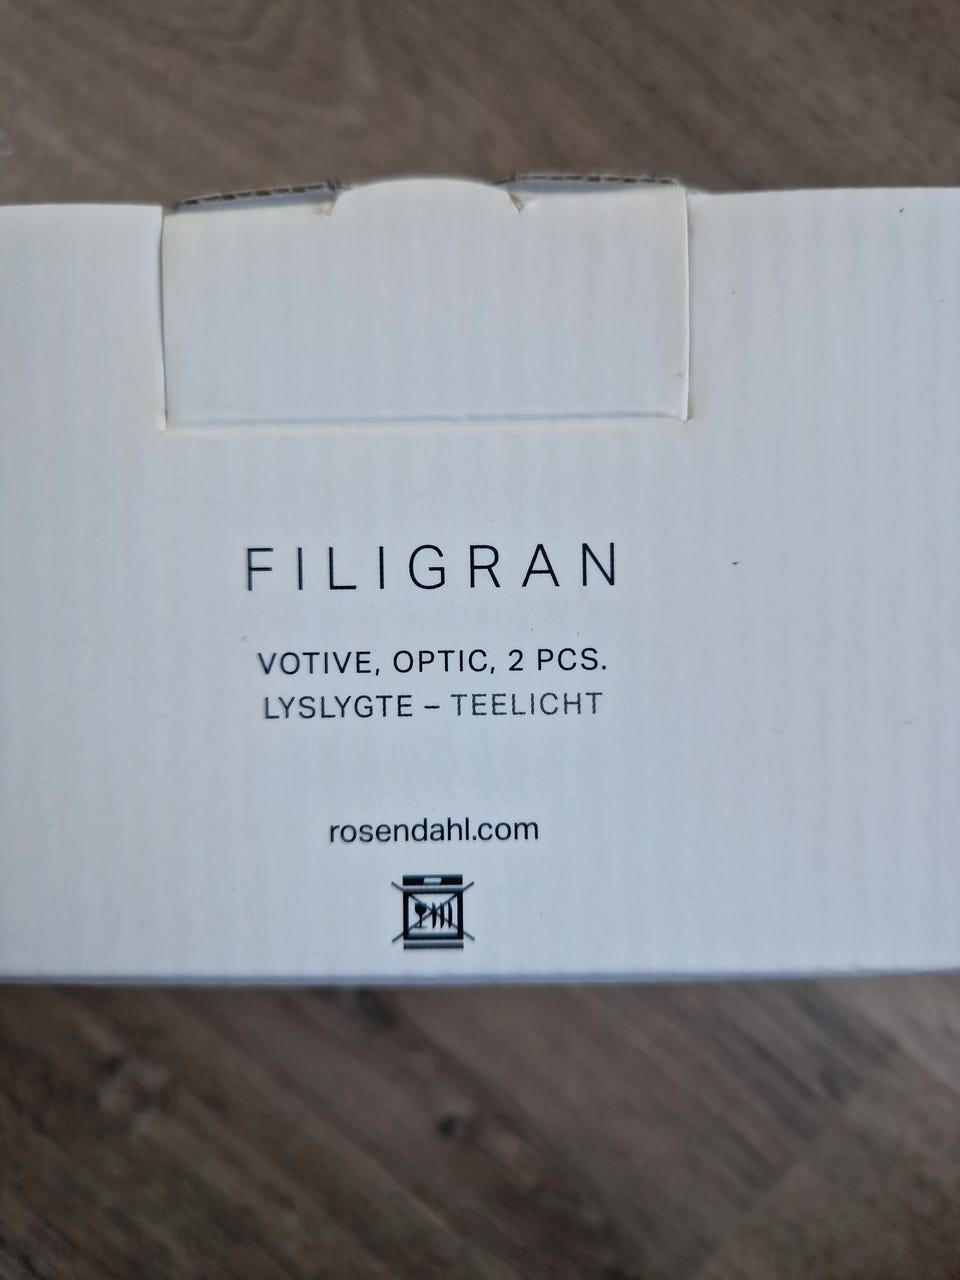 FILIGRAN
VOTIVE, OPTIC, 2 PCS.
LYSLYGTE – TEELICHT
rosendahl.com